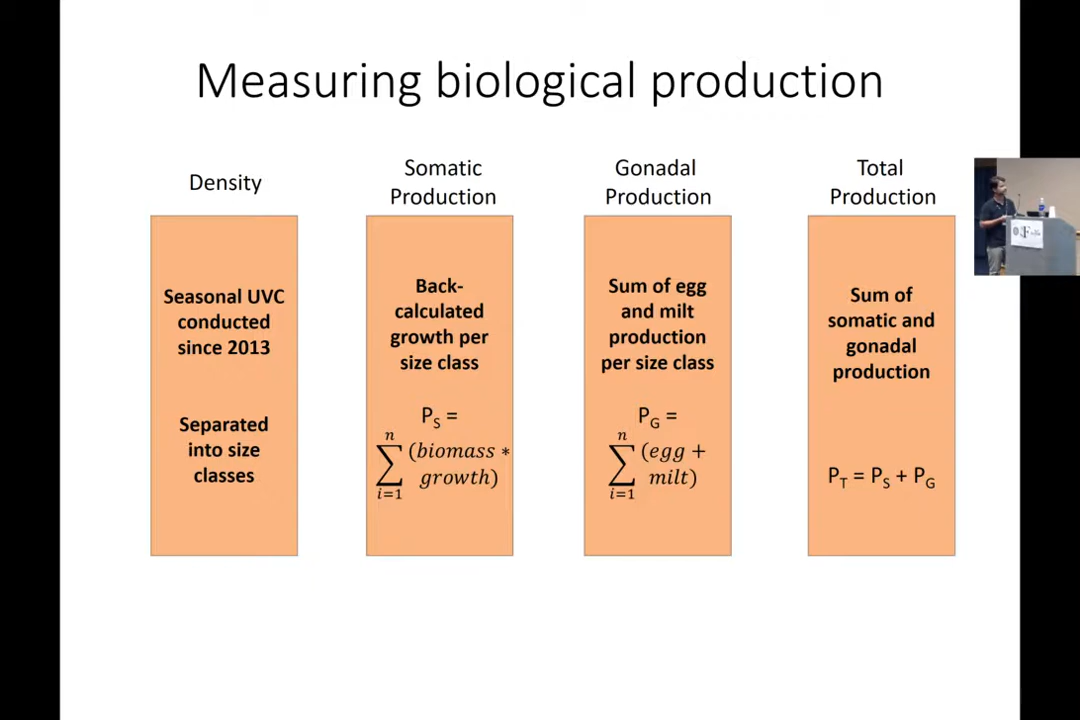 Measuring biological production
Density
Seasonal UVC
conducted
since 2013
Separated
into size
classes
Somatic
Production
Back-
calculated
growth per
size class
P_S =
\sum_{i=1}^{n} (biomass *
growth)
Gonadal
Production
Sum of egg
and milt
production
per size class
P_G =
\sum_{i=1}^{n} (egg +
milt)
Total
Production
Sum of
somatic and
gonadal
production
P_T = P_S + P_G